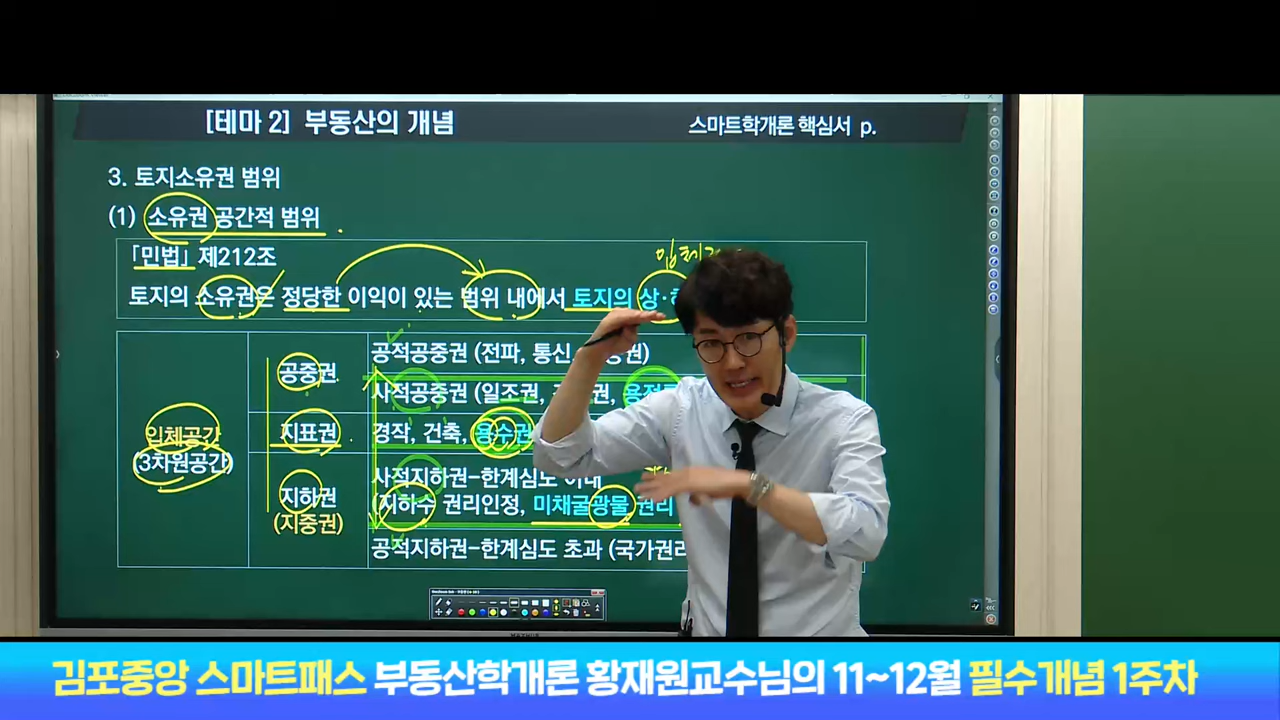 [테마 2] 부동산의 개념
스마트학개론 핵심서 p.
3. 토지소유권 범위
(1) 소유권 공간적 범위
「민법」 제212조
토지의 소유권은 정당한 이익이 있는 범위 내에서 토지의 상·
입체공간
(3차원공간)
공중권
공적공중권 (전파, 통신,
사적공중권 (일조권,
지표권
경작, 건축, 용수권
지하권
(지중권)
사적지하권-한계심도 이내
(지하수 권리인정, 미채굴광물 권리
공적지하권-한계심도 초과 (국가권리
김포중앙 스마트패스 부동산학개론 황재원교수님의 11~12월 필수개념 1주차